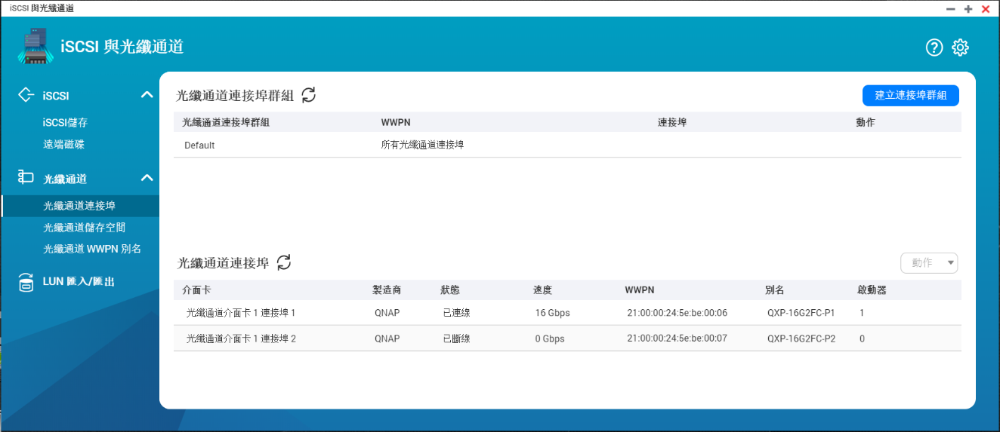 iSCSI 與光纖通道
iSCSI 與光纖通道
iSCSI
iSCSI儲存
遠端磁碟
光纖通道
光纖通道連接埠
光纖通道儲存空間
光纖通道 WWPN 別名
LUN 匯入/匯出
光纖通道連接埠群組
建立連接埠群組
光纖通道連接埠群組 WWPN 連接埠 動作
Default 所有光纖通道連接埠
光纖通道連接埠
動作
介面卡 製造商 狀態 速度 WWPN 別名 啟動器
光纖通道介面卡 1 連接埠 1 QNAP 已連線 16 Gbps 21:00:00:24:5e:be:00:06 QXP-16G2FC-P1 1
光纖通道介面卡 1 連接埠 2 QNAP 已斷線 0 Gbps 21:00:00:24:5e:be:00:07 QXP-16G2FC-P2 0